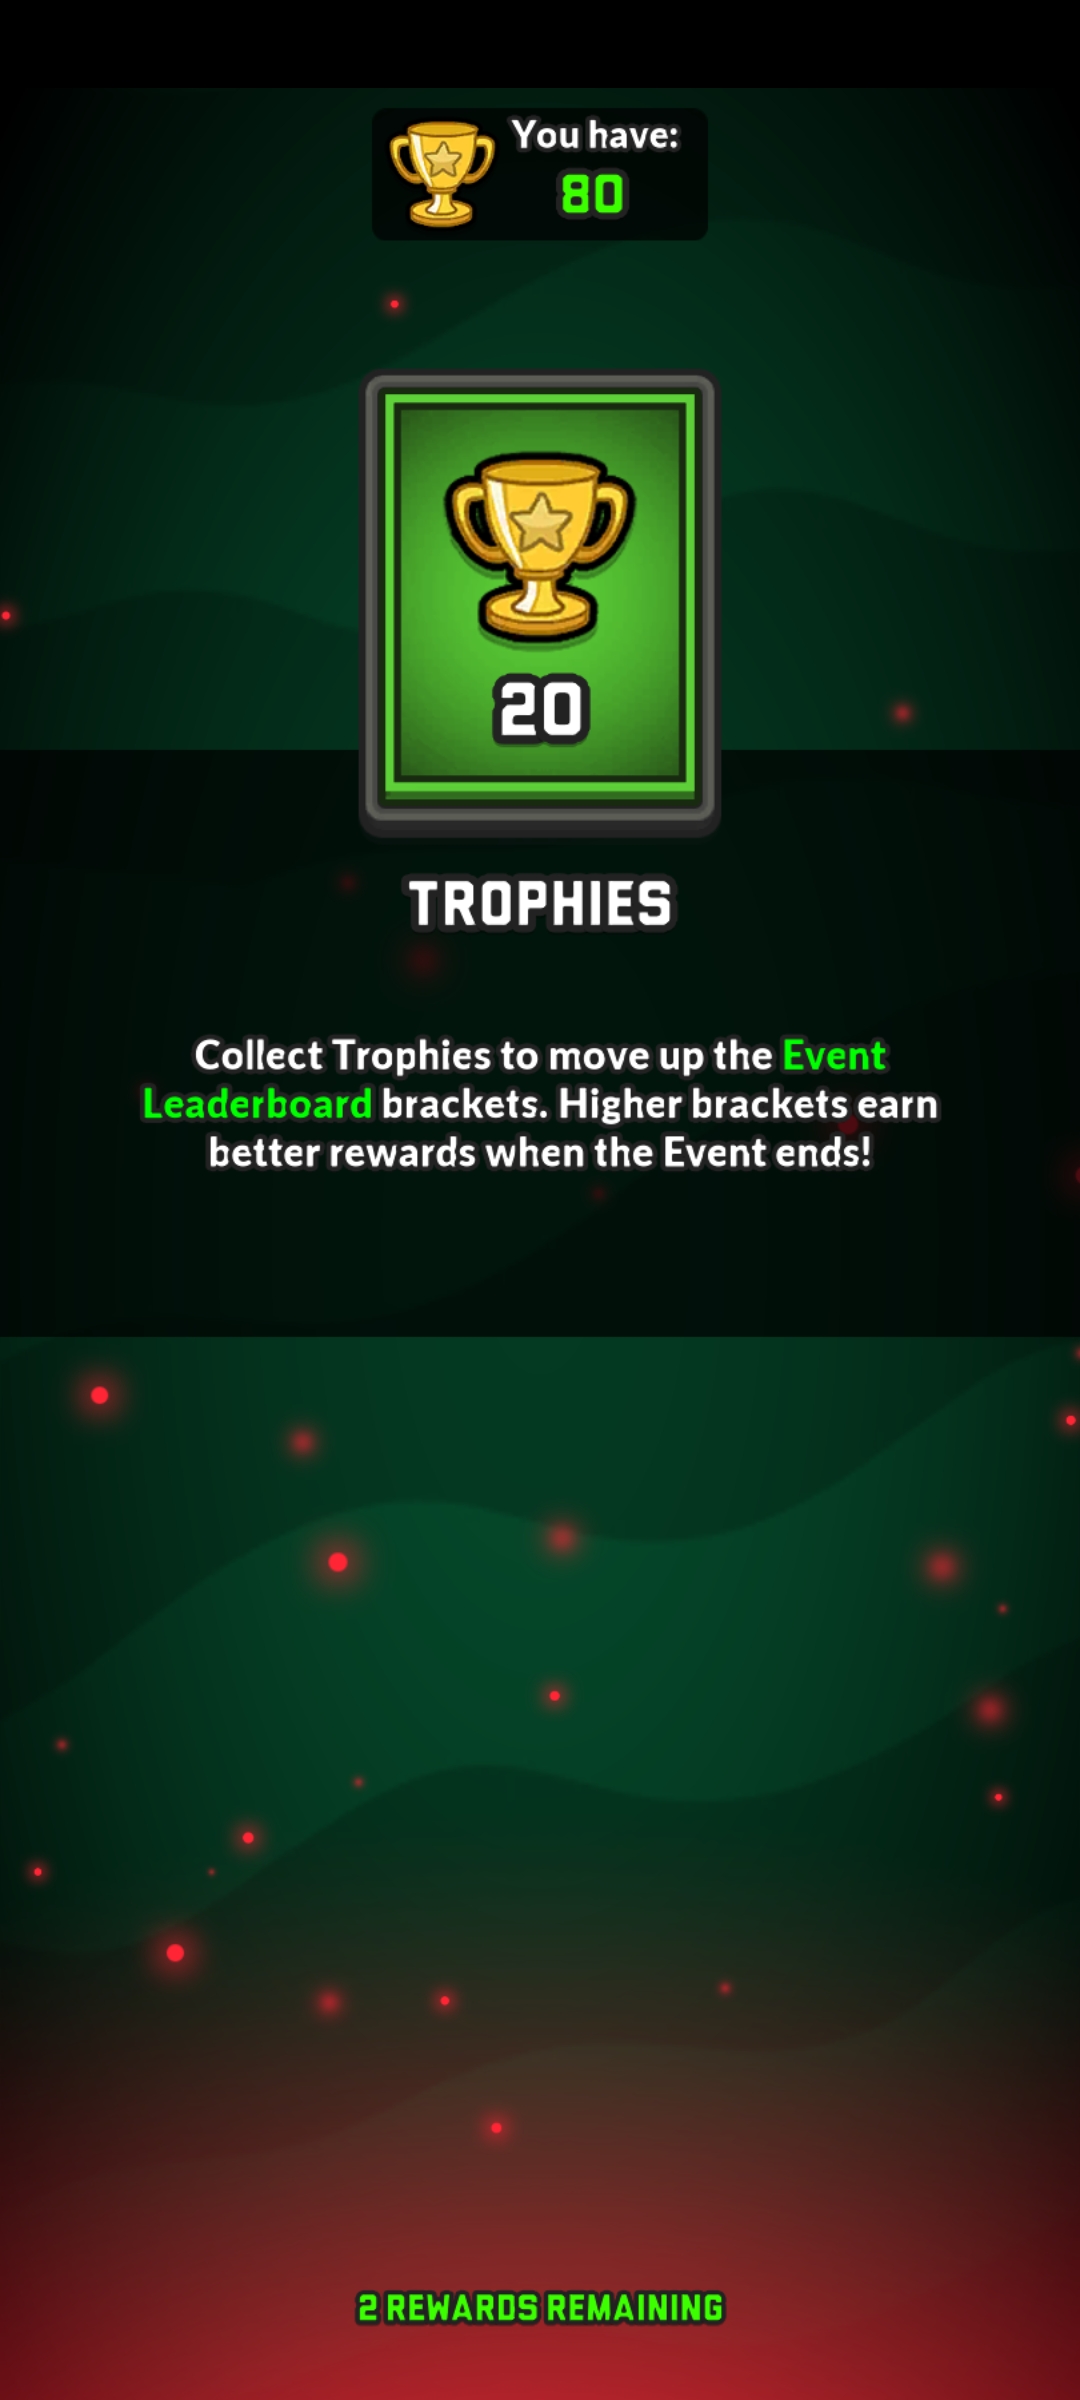 You have:
80
20
TROPHIES
Collect Trophies to move up the Event
Leaderboard brackets. Higher brackets earn
better rewards when the Event ends!
2 REWARDS REMAINING